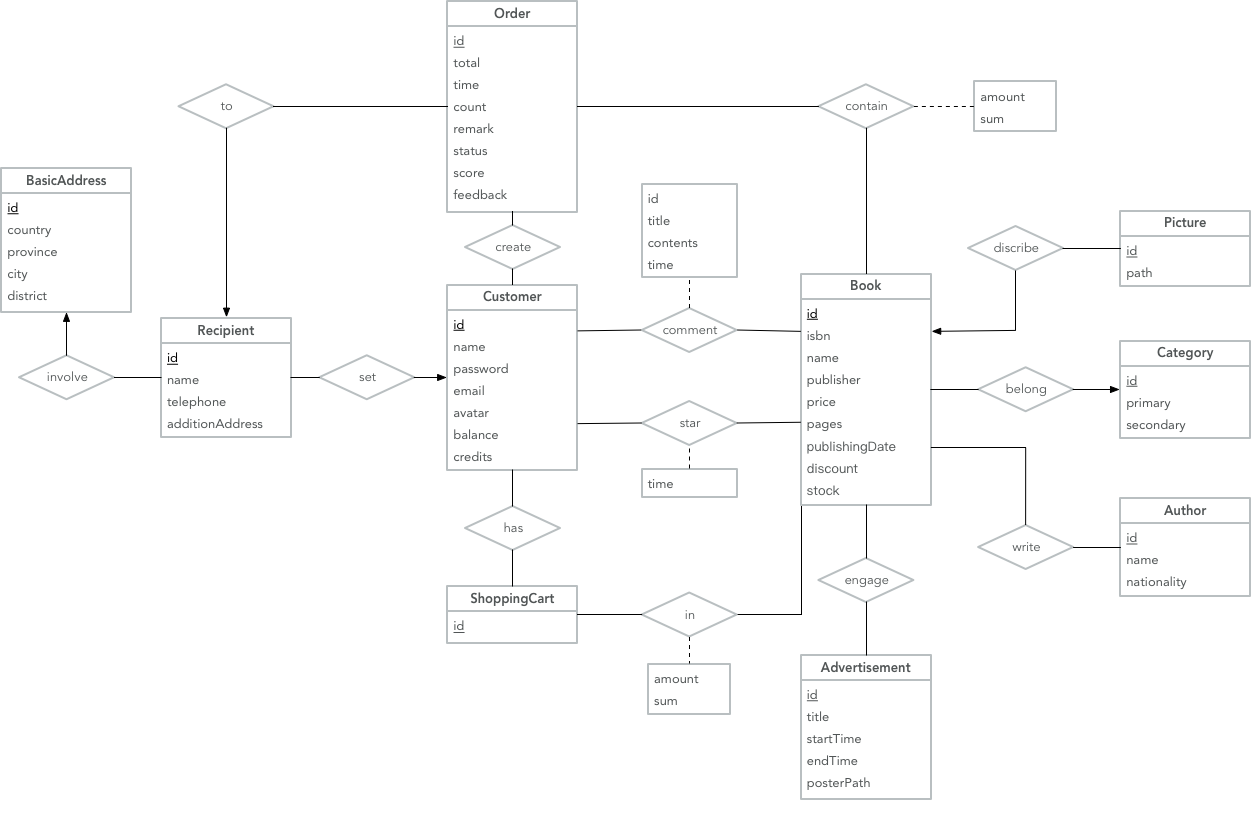 Order
id
total
time
count
remark
status
score
feedback
to
contain
amount
sum
BasicAddress
id
country
province
city
district
id
title
contents
time
create
discribe
Picture
id
path
Customer
id
name
password
email
avatar
balance
credits
Book
id
isbn
name
publisher
price
pages
publishingDate
discount
stock
Recipient
id
name
telephone
additionAddress
involve
set
comment
star
time
Category
id
primary
secondary
belong
Author
id
name
nationality
write
has
engage
ShoppingCart
id
in
amount
sum
Advertisement
id
title
startTime
endTime
posterPath